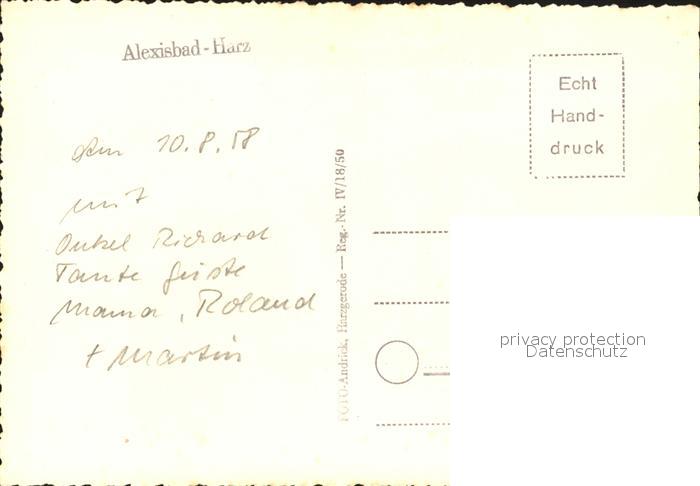 Alexisbad - Harz
Echt
Hand-
druck
den 10.8.58
mit
Onkel Richard
Tante
Mama, Roland
+ Martin
FOTO-Andrick, Harzgerode — Reg.-Nr. IV/18/50
privacy protection
Datenschutz